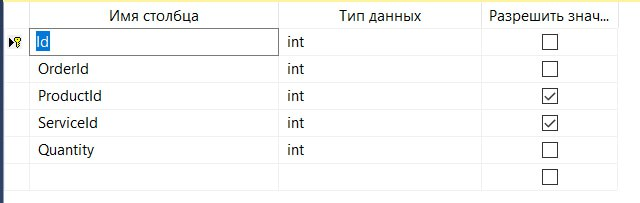 Имя столбца Тип данных Разрешить знач...
Id int
OrderId int
ProductId int
ServiceId int
Quantity int